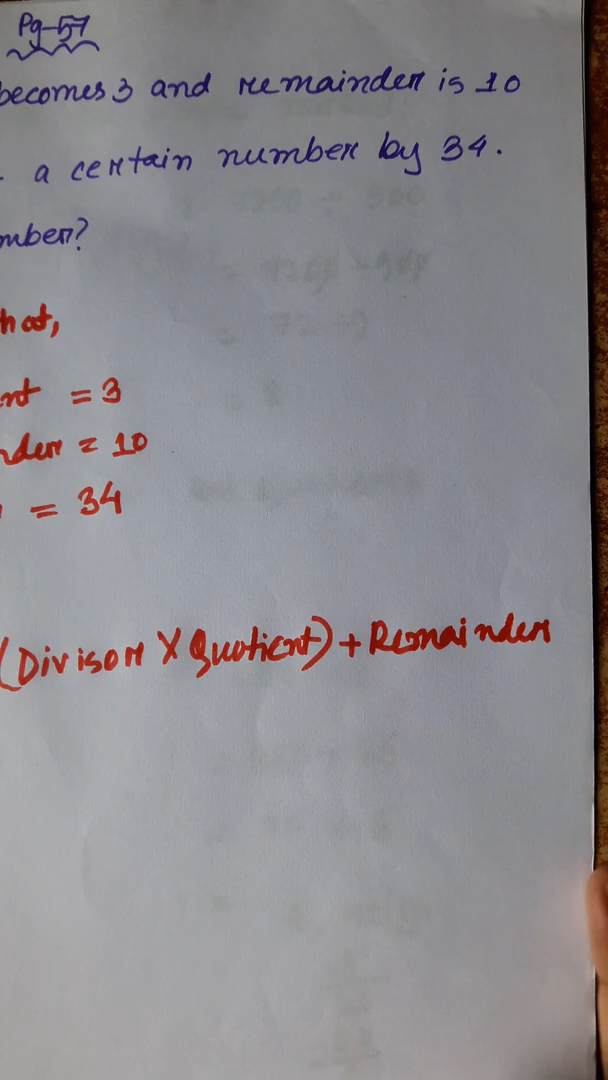 Pg-57
becomes 3 and remainder is 10
a certain number by 34.
mber?
hat,
nt = 3
nder = 10
= 34
(Divisor X Quotient) + Remainder